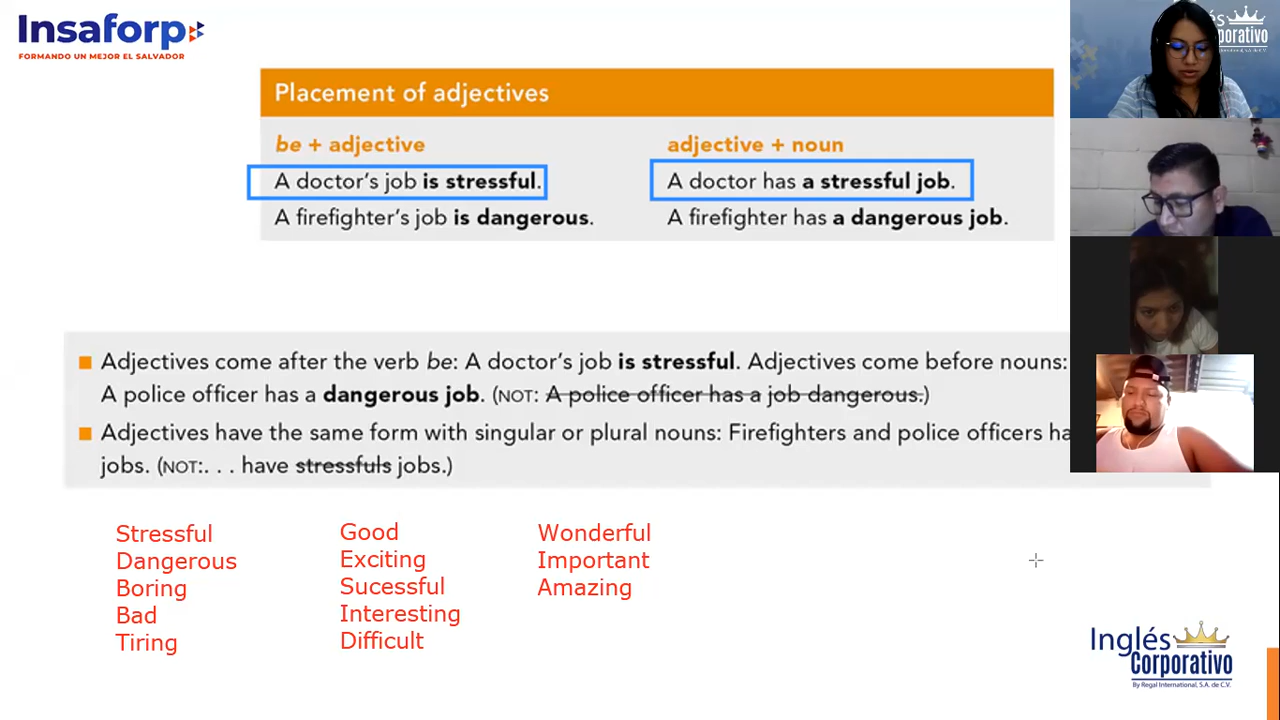 Insaforp
FORMANDO UN MEJOR EL SALVADOR
Placement of adjectives
be + adjective
adjective + noun
A doctor's job is stressful.
A doctor has a stressful job.
A firefighter's job is dangerous.
A firefighter has a dangerous job.
Adjectives come after the verb be: A doctor's job is stressful. Adjectives come before nouns:
A police officer has a dangerous job. (NOT: A police officer has a job dangerous.)
Adjectives have the same form with singular or plural nouns: Firefighters and police officers ha
jobs. (NOT:. . . have stressfuls jobs.)
Stressful
Dangerous
Boring
Bad
Tiring
Good
Exciting
Sucessful
Interesting
Difficult
Wonderful
Important
Amazing
Inglés
Corporativo
By Regal International, S.A. de C.V.